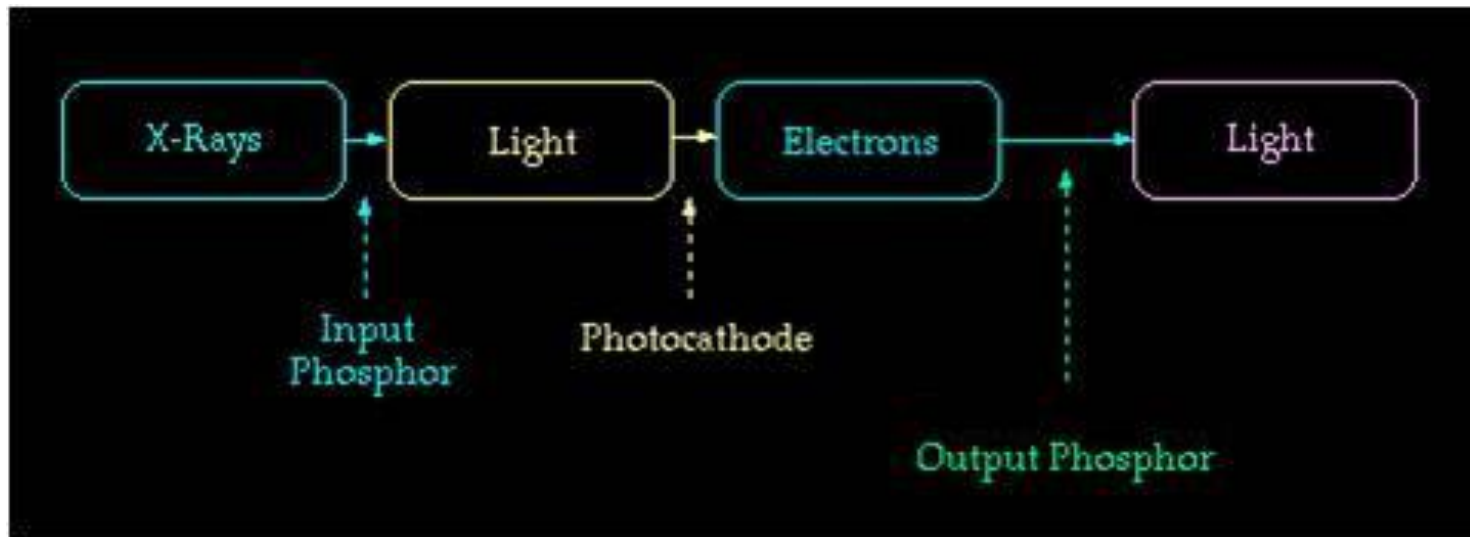 X-Rays
Light
Electrons
Light
Input
Phosphor
Photocathode
Output Phosphor